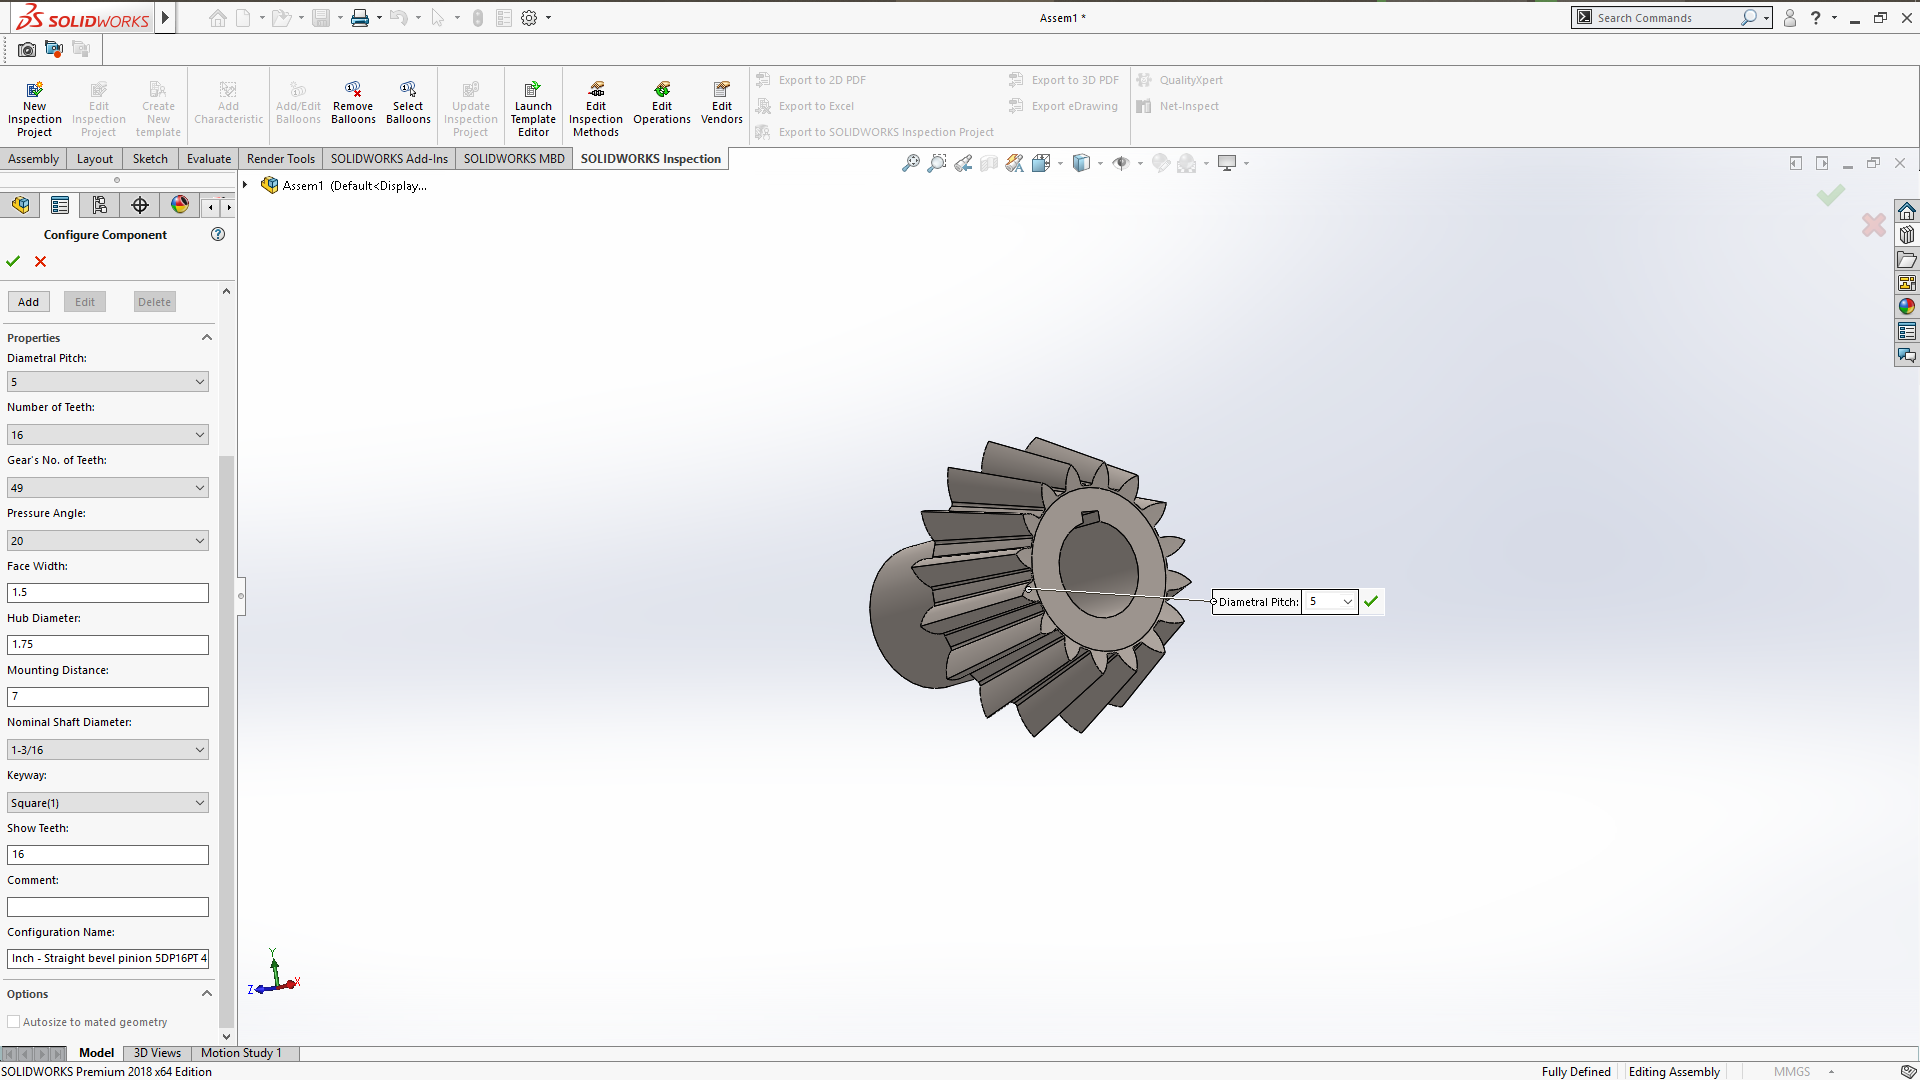 SOLIDWORKS
Assem1 *
Search Commands
?
New Inspection Project
Edit Inspection Project
Create New template
Add Characteristic
Add/Edit Balloons
Remove Balloons
Select Balloons
Update Inspection Project
Launch Template Editor
Edit Inspection Methods
Edit Operations
Edit Vendors
Export to 2D PDF
Export to Excel
Export to SOLIDWORKS Inspection Project
Export to 3D PDF
Export eDrawing
QualityXpert
Net-Inspect
Assembly
Layout
Sketch
Evaluate
Render Tools
SOLIDWORKS Add-Ins
SOLIDWORKS MBD
SOLIDWORKS Inspection
Assem1 (Default<Display...
Configure Component
?
Add
Edit
Delete
Properties
Diametral Pitch:
5
Number of Teeth:
16
Gear's No. of Teeth:
49
Pressure Angle:
20
Face Width:
1.5
Hub Diameter:
1.75
Mounting Distance:
7
Nominal Shaft Diameter:
1-3/16
Keyway:
Square(1)
Show Teeth:
16
Comment:
Configuration Name:
Inch - Straight bevel pinion 5DP16PT 4
Options
Autosize to mated geometry
Diametral Pitch: 5
Y
Z
X
Model
3D Views
Motion Study 1
SOLIDWORKS Premium 2018 x64 Edition
Fully Defined
Editing Assembly
MMGS